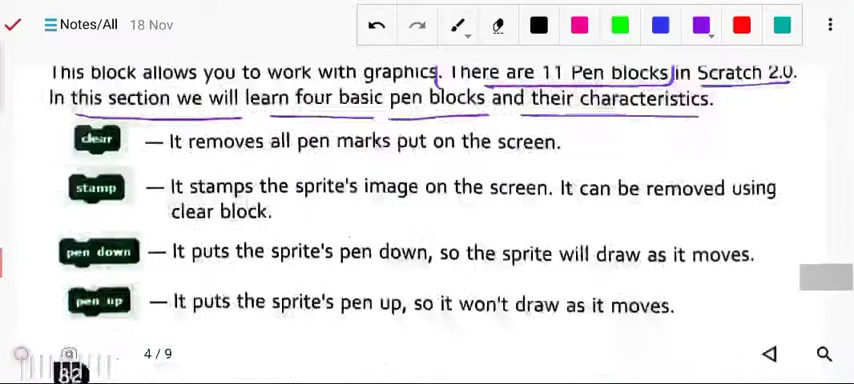 Notes/All 18 Nov
This block allows you to work with graphics. There are 11 Pen blocks in Scratch 2.0.
In this section we will learn four basic pen blocks and their characteristics.
clear — It removes all pen marks put on the screen.
stamp — It stamps the sprite's image on the screen. It can be removed using
clear block.
pen down — It puts the sprite's pen down, so the sprite will draw as it moves.
pen up — It puts the sprite's pen up, so it won't draw as it moves.
4 / 9
82